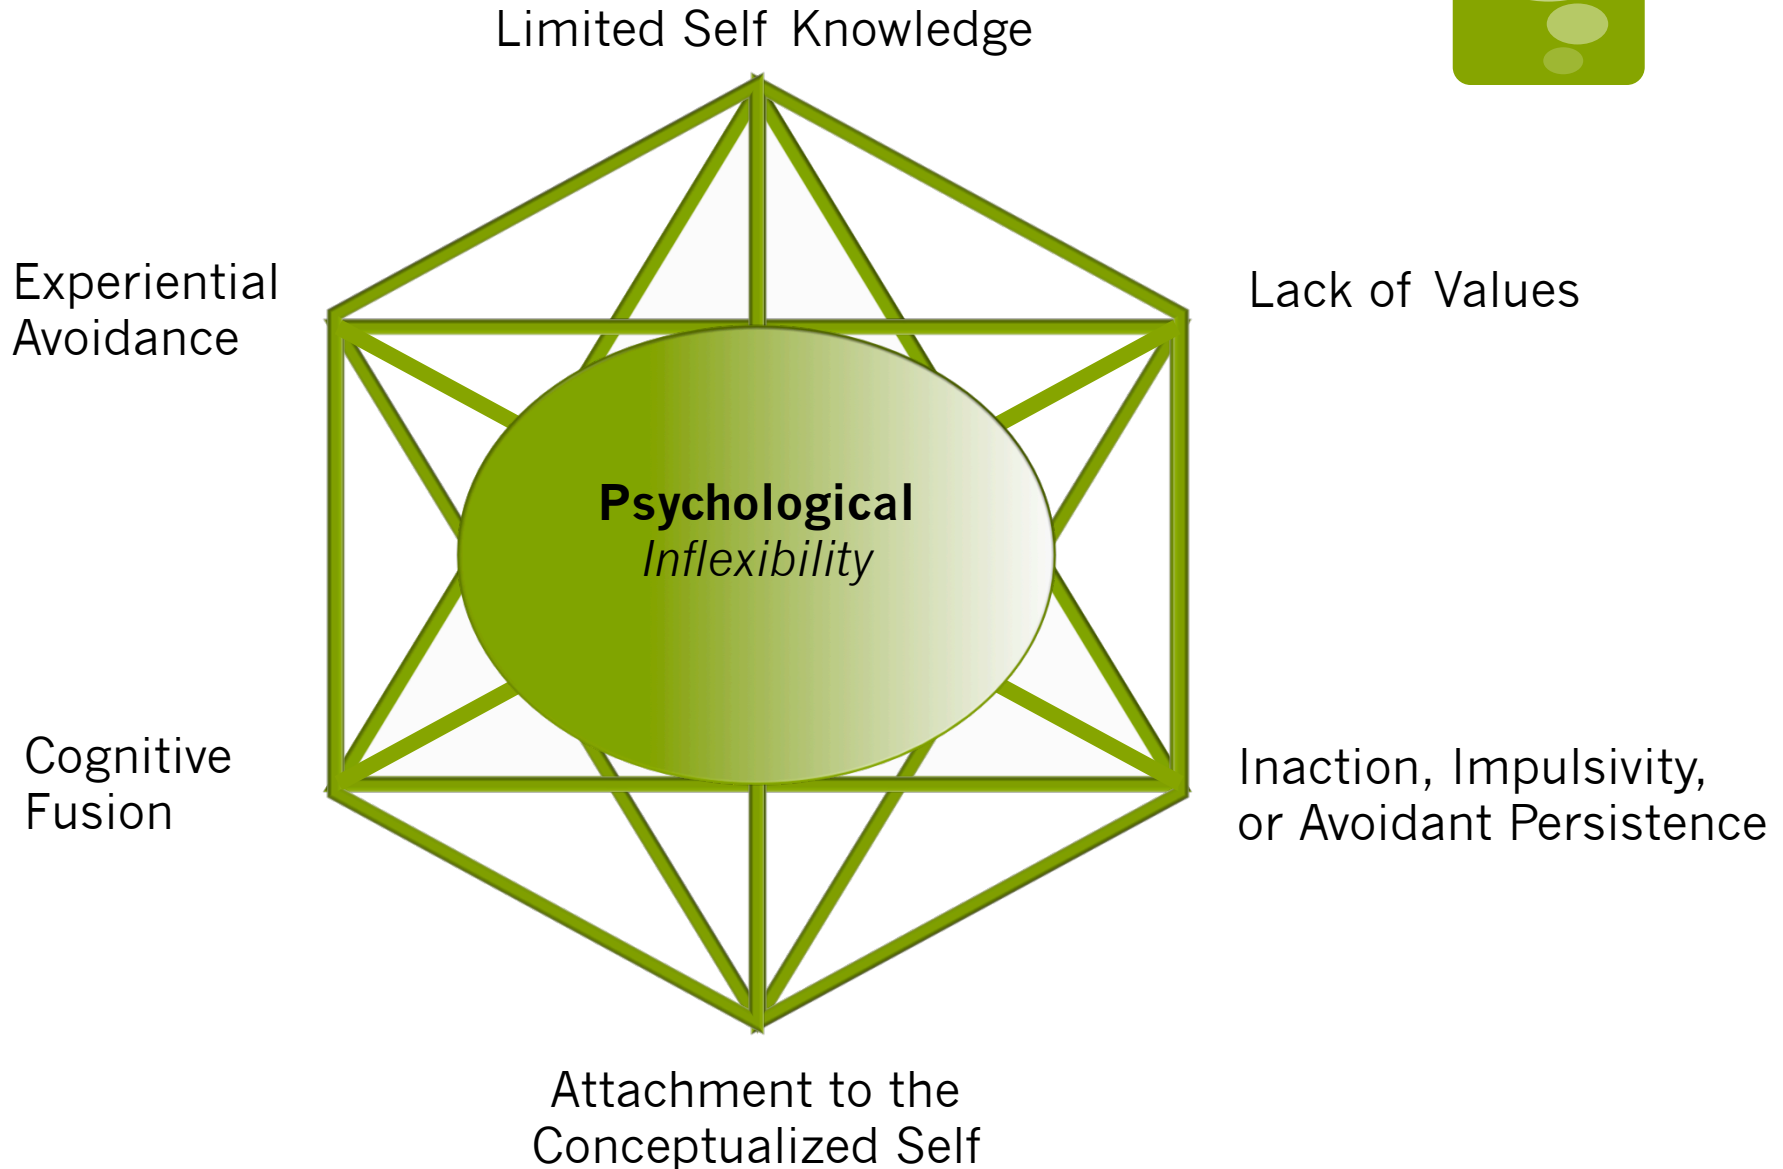 Limited Self Knowledge
Experiential
Avoidance
Lack of Values
Psychological
Inflexibility
Cognitive
Fusion
Inaction, Impulsivity,
or Avoidant Persistence
Attachment to the
Conceptualized Self